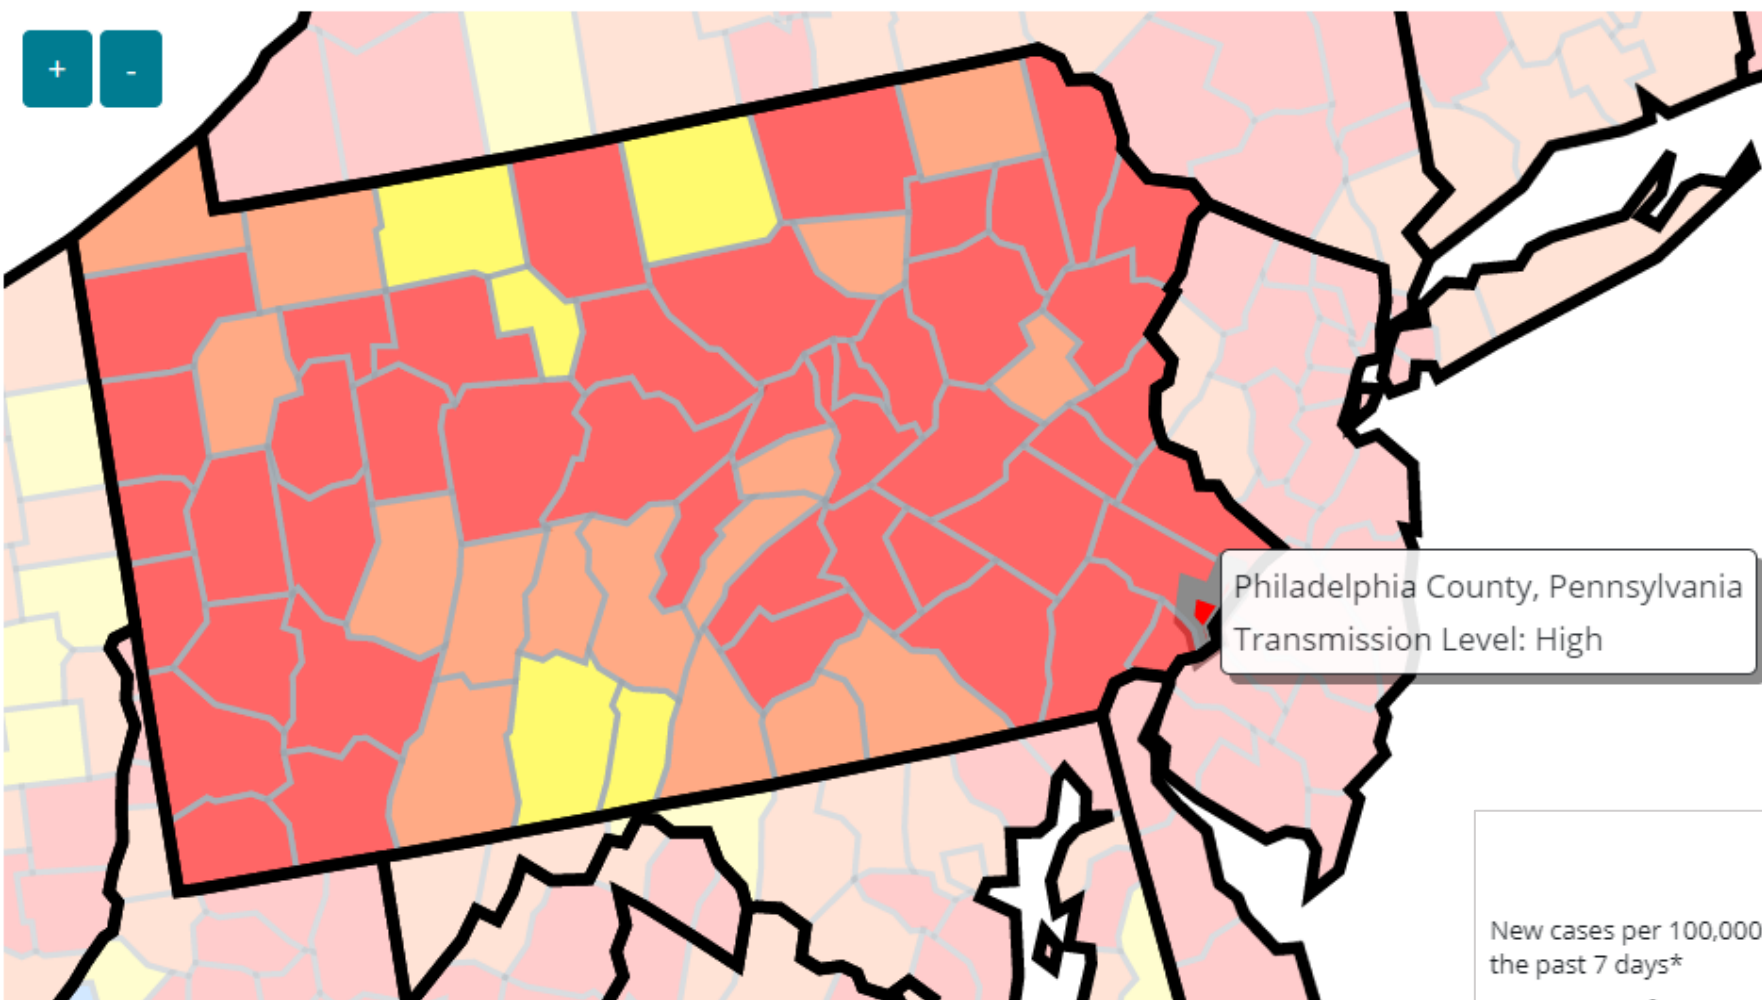 + -
Philadelphia County, Pennsylvania
Transmission Level: High
New cases per 100,000
the past 7 days*